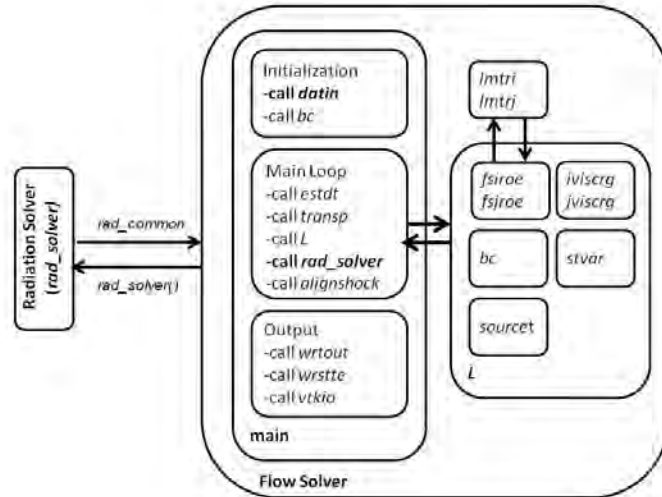 Radiation Solver
(rad_solver)
rad_common
rad_solver()
Initialization
-call datin
-call bc
Main Loop
-call estdt
-call transp
-call L
-call rad_solver
-call alignshock
Output
-call wrtout
-call wrstte
-call vtkio
main
Flow Solver
lmtri
lmtrj
fsiroe
fsjroe
iviscrg
jviscrg
bc
stvar
sourcet
L